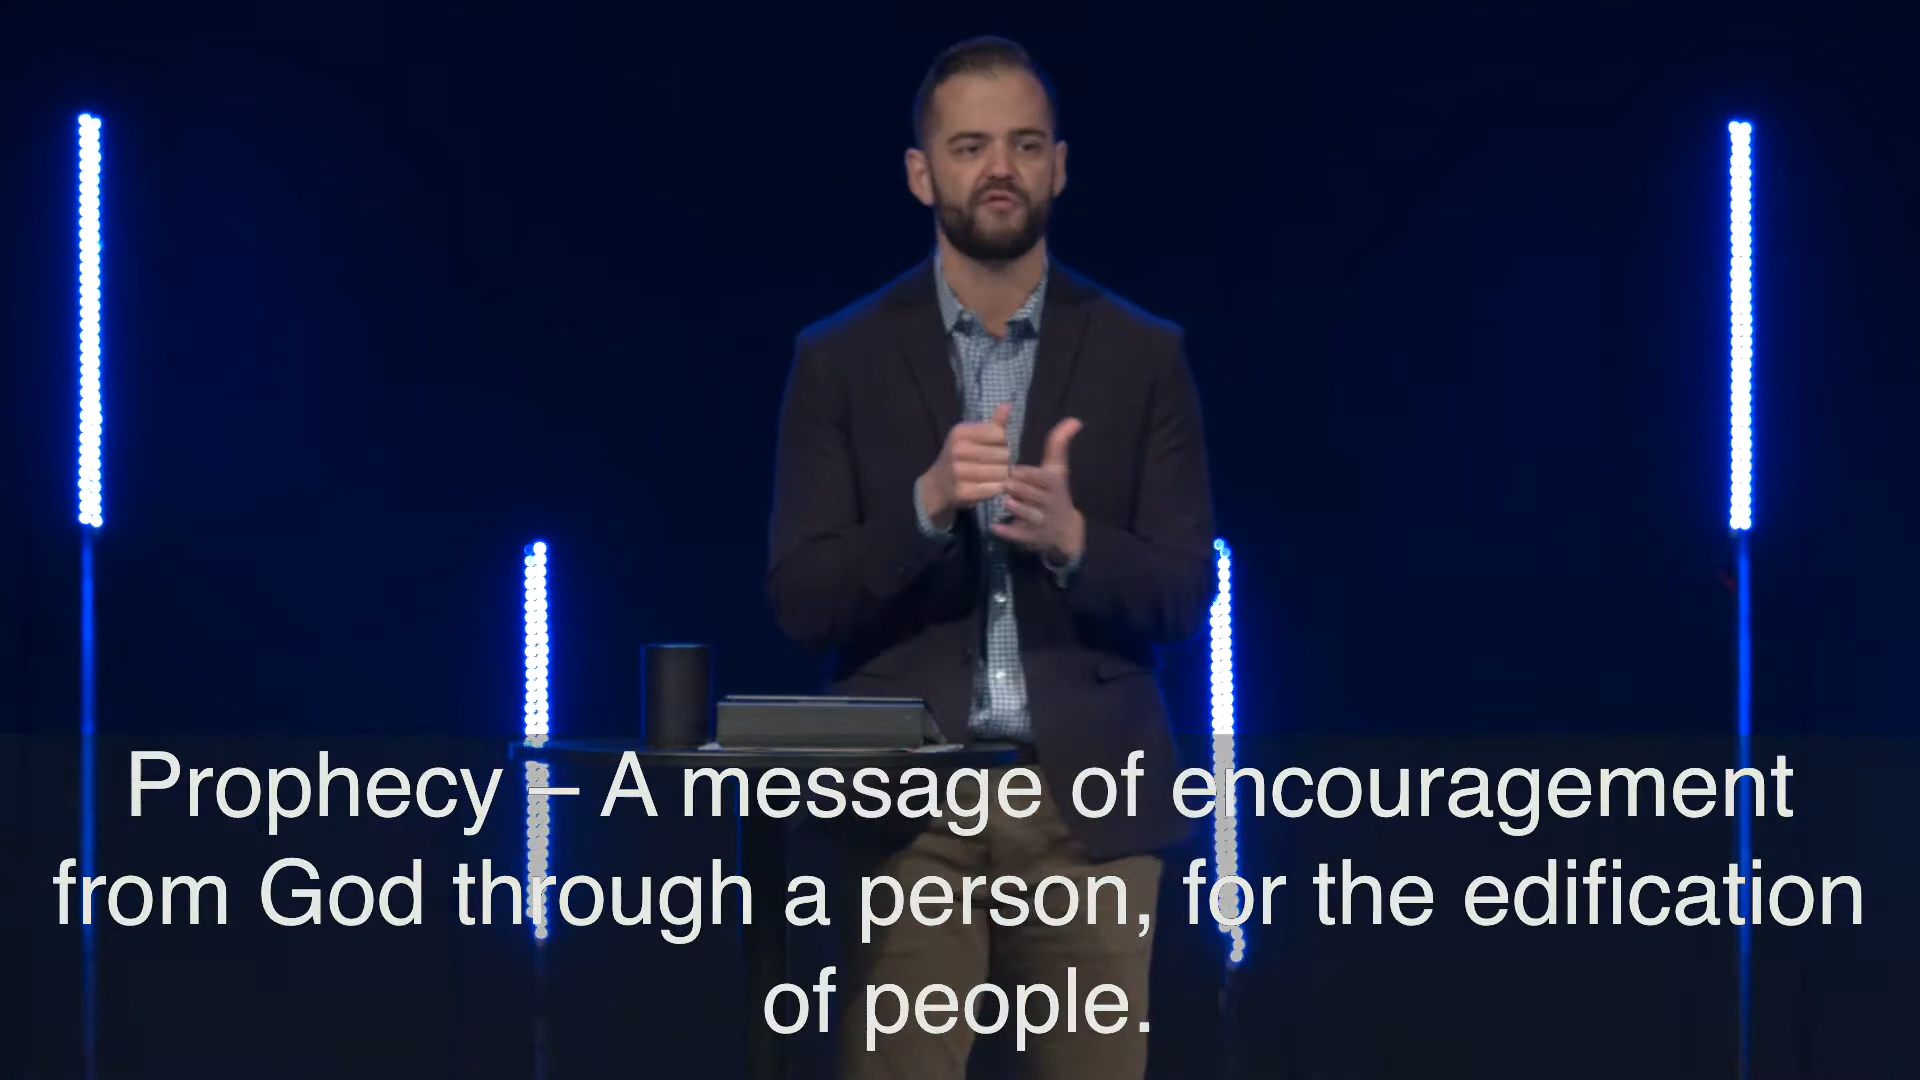 Prophecy – A message of encouragement
from God through a person, for the edification
of people.